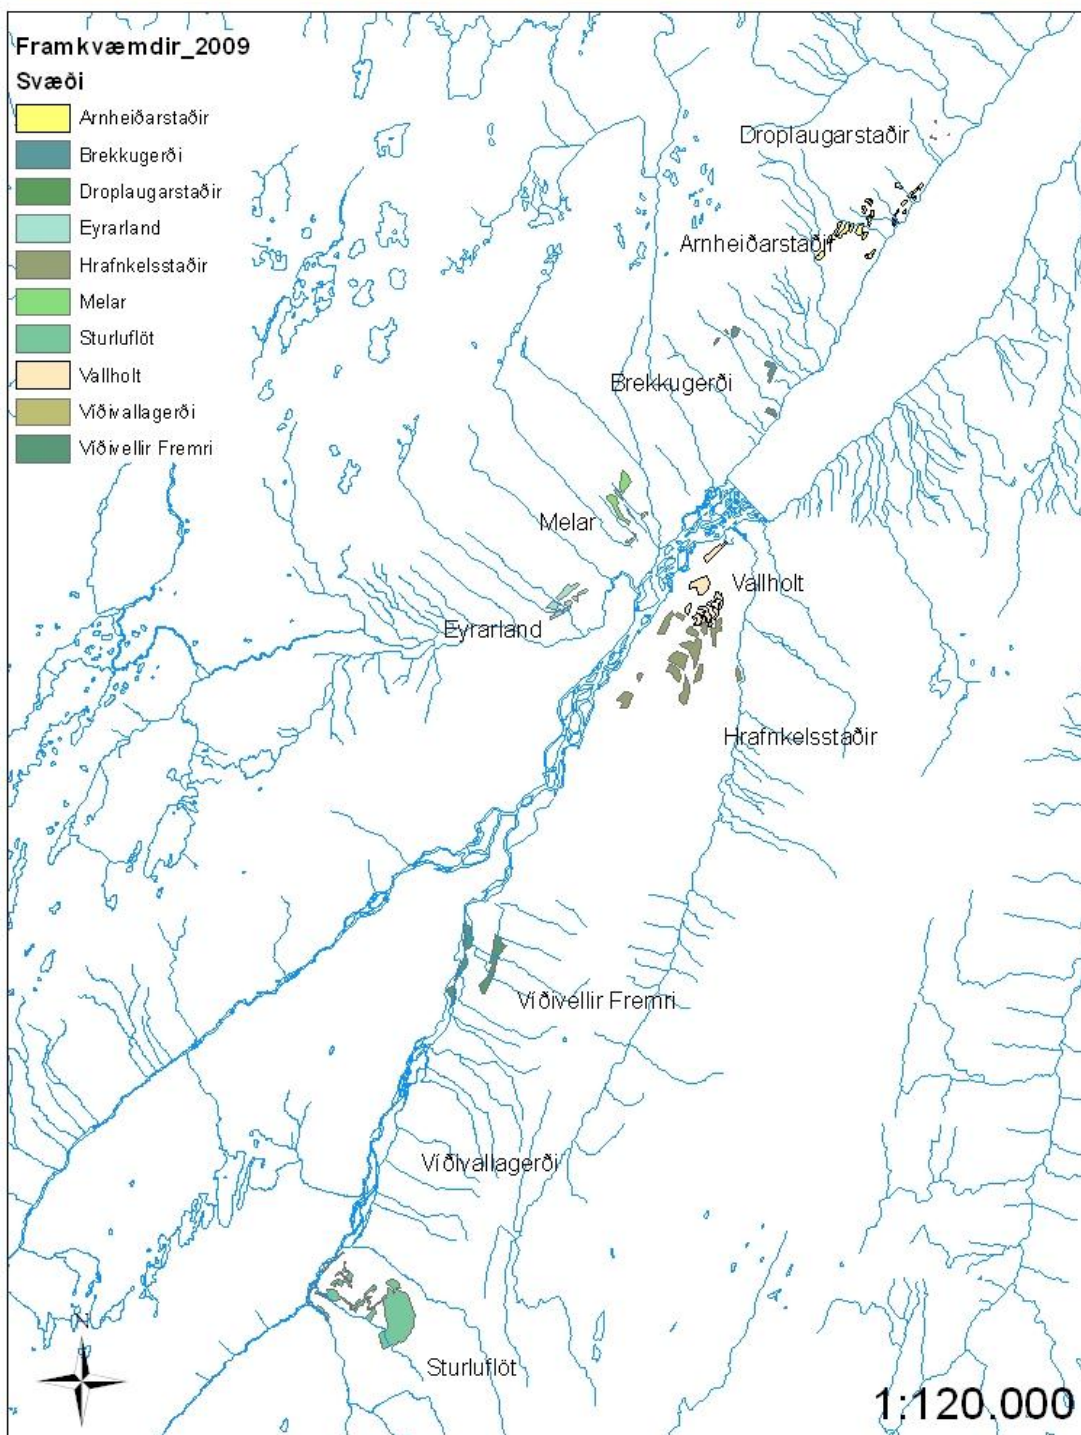 Framkvæmdir_2009
Svæði
Arnheiðarstaðir
Brekkugerði
Droplaugarstaðir
Eyrarland
Hrafnkelsstaðir
Melar
Sturluflöt
Vallholt
Víðivallagerði
Víðivellir Fremri
Droplaugarstaðir
Arnheiðarstaðir
Brekkugerði
Melar
Vallholt
Eyrarland
Hrafnkelsstaðir
Víðivellir Fremri
Víðivallagerði
N
Sturluflöt
1:120.000